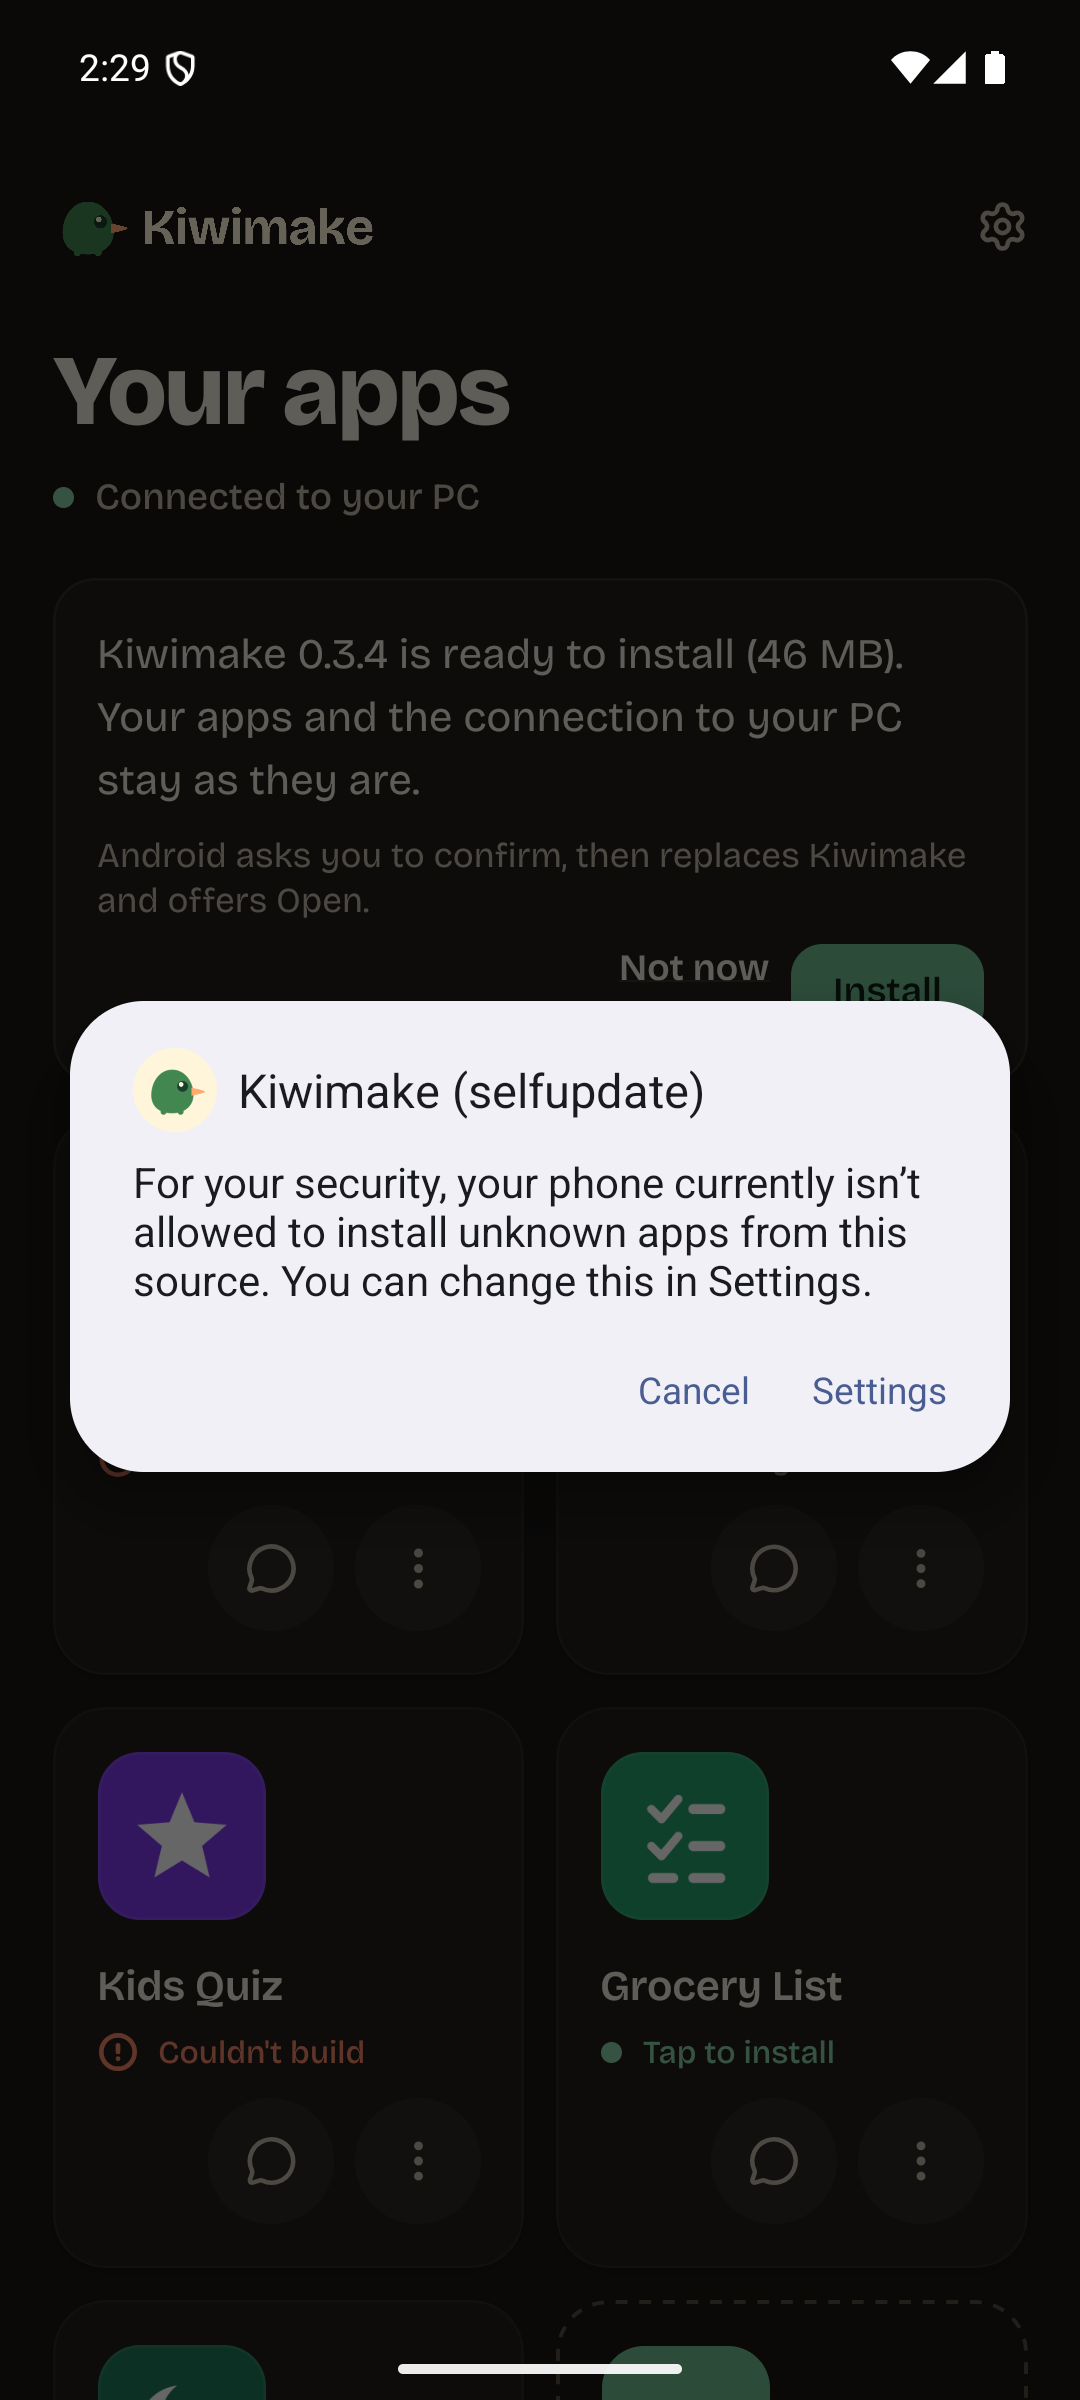 2:29
Kiwimake
Your apps
Connected to your PC
Kiwimake 0.3.4 is ready to install (46 MB).
Your apps and the connection to your PC
stay as they are.
Android asks you to confirm, then replaces Kiwimake
and offers Open.
Not now
Install
Kiwimake (selfupdate)
For your security, your phone currently isn’t
allowed to install unknown apps from this
source. You can change this in Settings.
Cancel
Settings
Kids Quiz
Grocery List
Couldn't build
Tap to install